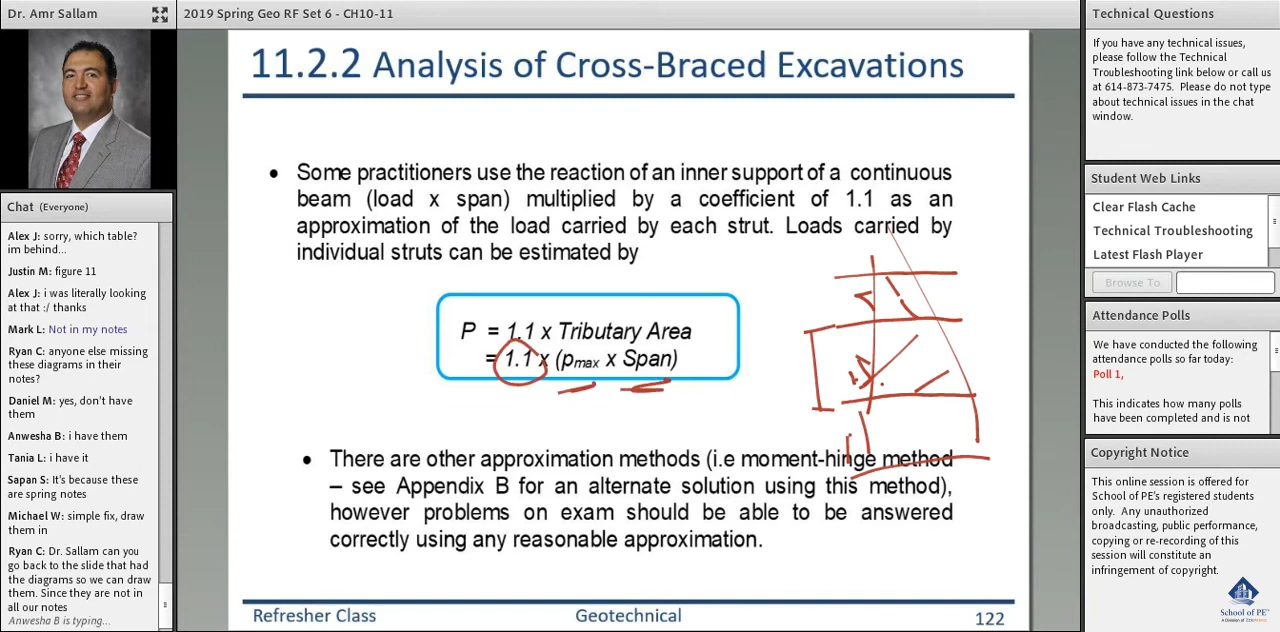 Dr. Amr Sallam
2019 Spring Geo RF Set 6 - CH10-11
11.2.2 Analysis of Cross-Braced Excavations
• Some practitioners use the reaction of an inner support of a continuous
beam (load x span) multiplied by a coefficient of 1.1 as an
approximation of the load carried by each strut. Loads carried by
individual struts can be estimated by
P = 1.1 x Tributary Area
= 1.1 x (pmax x Span)
• There are other approximation methods (i.e moment-hinge method
– see Appendix B for an alternate solution using this method),
however problems on exam should be able to be answered
correctly using any reasonable approximation.
Refresher Class
Geotechnical
122
Chat (Everyone)
Alex J: sorry, which table?
im behind...
Justin M: figure 11
Alex J: i was literally looking
at that :/ thanks
Mark L: Not in my notes
Ryan C: anyone else missing
these diagrams in their
notes?
Daniel M: yes, don't have
them
Anwesha B: i have them
Tania L: i have it
Sapan S: It's because these
are spring notes
Michael W: simple fix, draw
them in
Ryan C: Dr. Sallam can you
go back to the slide that had
the diagrams so we can draw
them. Since they are not in
all our notes
Anwesha B is typing...
Technical Questions
If you have any technical issues,
please follow the Technical
Troubleshooting link below or call us
at 614-873-7475. Please do not type
about technical issues in the chat
window.
Student Web Links
Clear Flash Cache
Technical Troubleshooting
Latest Flash Player
Browse To
Attendance Polls
We have conducted the following
attendance polls so far today:
Poll 1,
This indicates how many polls
have been completed and is not
Copyright Notice
This online session is offered for
School of PE's registered students
only. Any unauthorized
broadcasting, public performance,
copying or re-recording of this
session will constitute an
infringement of copyright.
School of PE